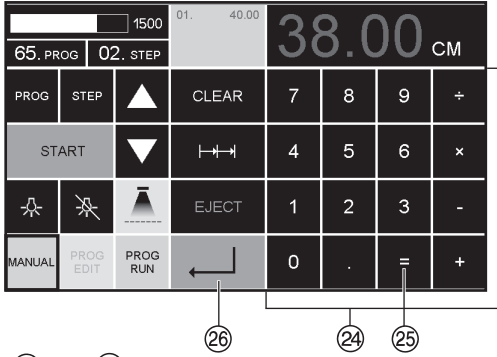 1500
01. 40.00
38.00 CM
65. PROG 02. STEP
PROG STEP CLEAR 7 8 9 ÷
START 4 5 6 ×
EJECT 1 2 3 -
MANUAL PROG EDIT PROG RUN 0 . = +
26 24 25